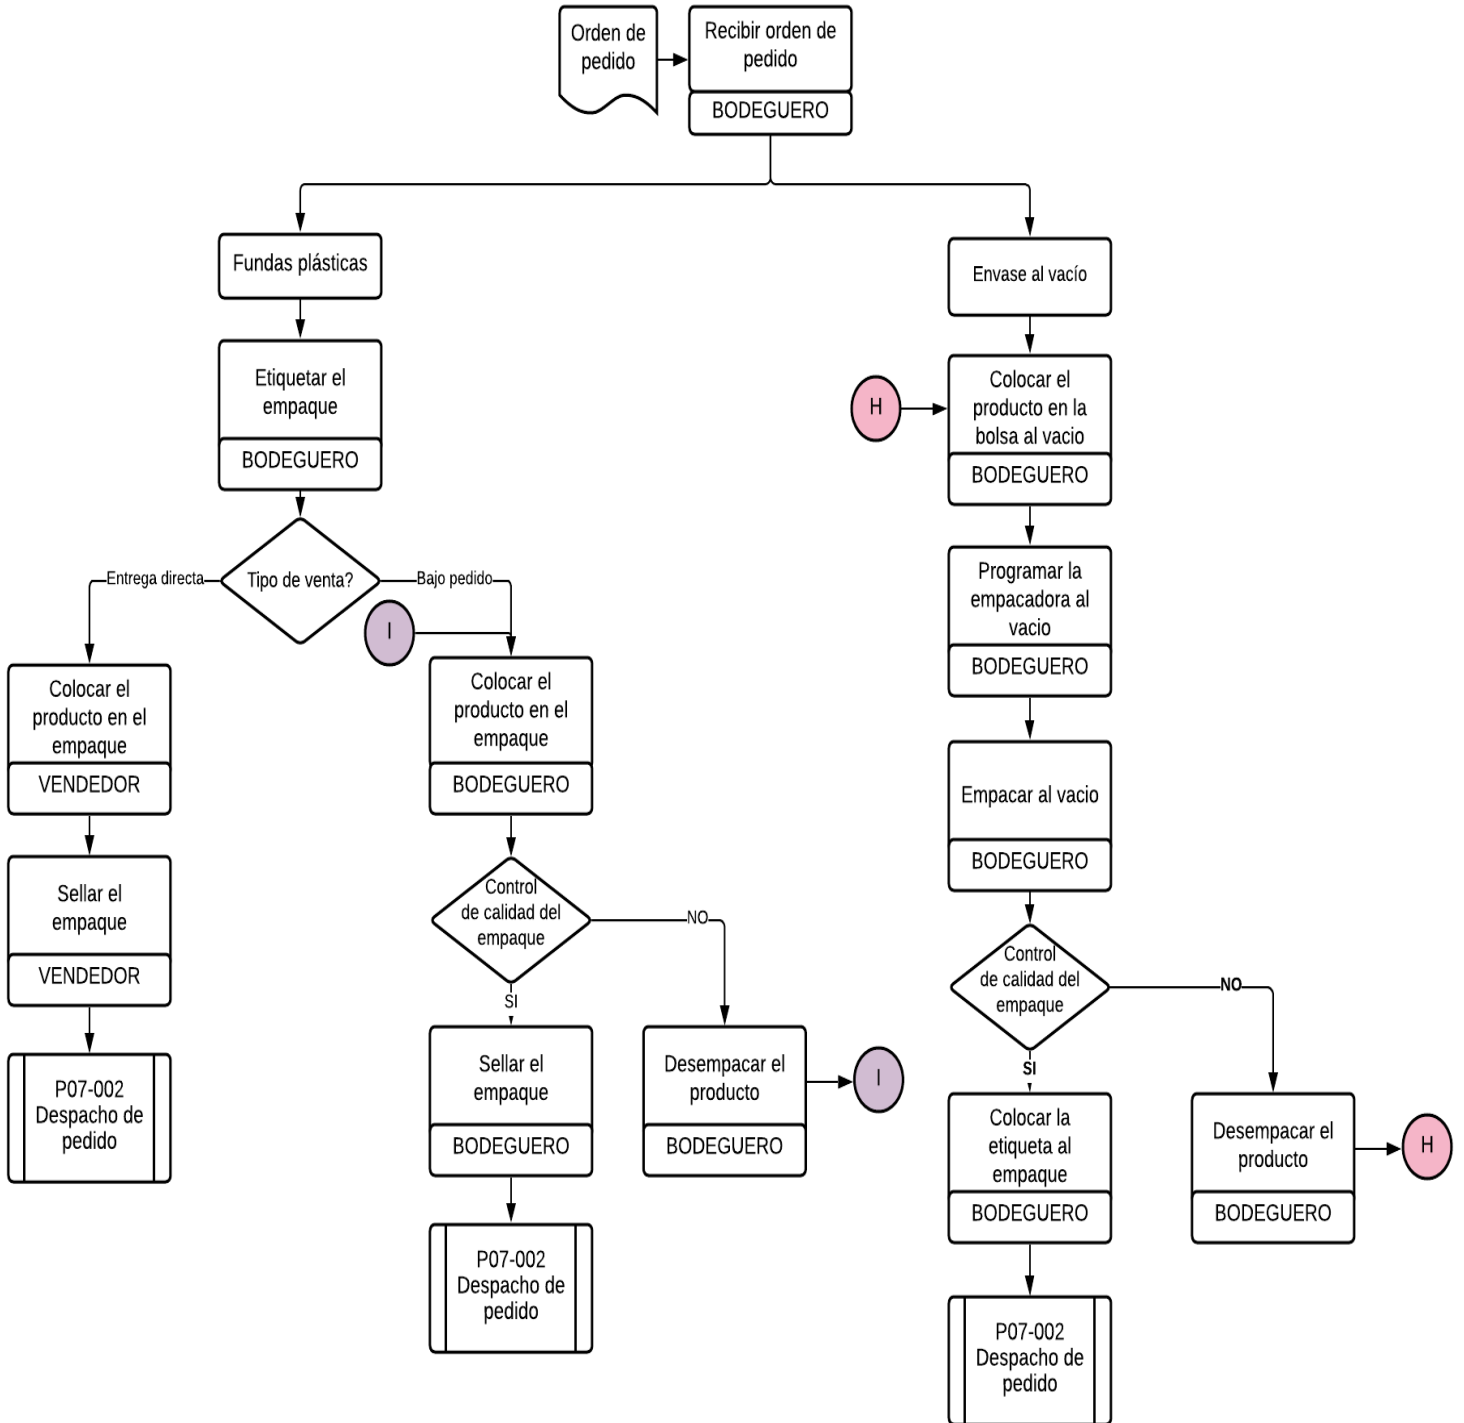 Orden de
pedido
Recibir orden de
pedido
BODEGUERO
Fundas plásticas
Etiquetar el
empaque
BODEGUERO
Tipo de venta?
Entrega directa
Bajo pedido
Colocar el
producto en el
empaque
VENDEDOR
Sellar el
empaque
VENDEDOR
P07-002
Despacho de
pedido
I
Colocar el
producto en el
empaque
BODEGUERO
Control
de calidad del
empaque
NO
SI
Sellar el
empaque
BODEGUERO
P07-002
Despacho de
pedido
Desempacar el
producto
BODEGUERO
I
Envase al vacío
H
Colocar el
producto en la
bolsa al vacio
BODEGUERO
Programar la
empacadora al
vacio
BODEGUERO
Empacar al vacio
BODEGUERO
Control
de calidad del
empaque
NO
SI
Colocar la
etiqueta al
empaque
BODEGUERO
P07-002
Despacho de
pedido
Desempacar el
producto
BODEGUERO
H